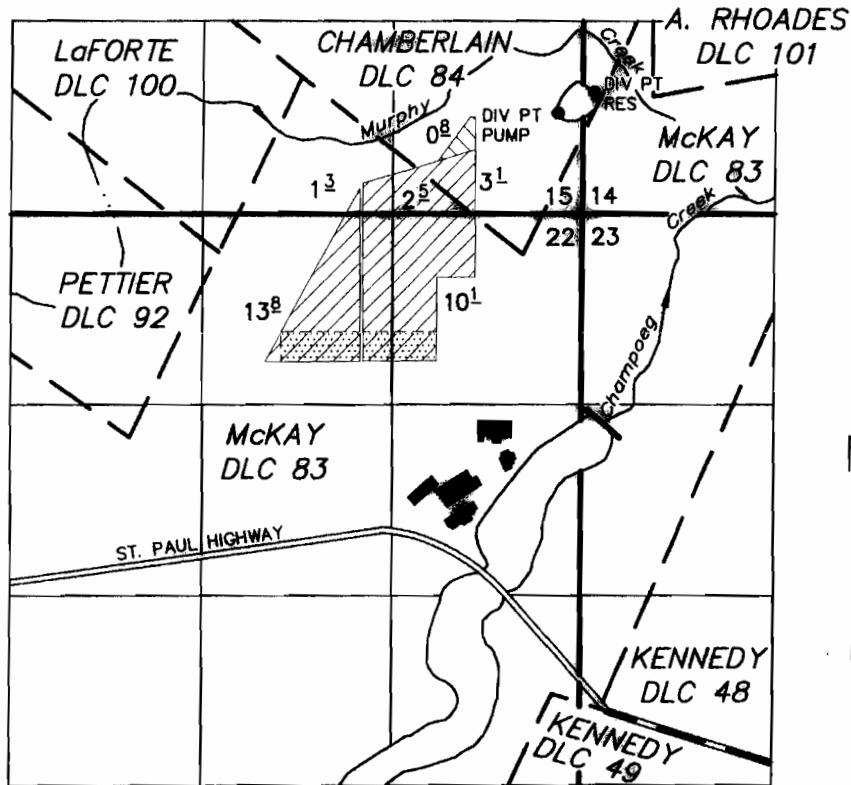 A. RHOADES
DLC 101
LaFORTE
DLC 100
CHAMBERLAIN
DLC 84
Creek
DIV PT
RES
Murphy
0 8
DIV PT
PUMP
McKAY
DLC 83
1 3
2 5
3 1
15 14
22 23
Creek
PETTIER
DLC 92
13 8
10 1
Champoeg
McKAY
DLC 83
ST. PAUL HIGHWAY
KENNEDY
DLC 48
KENNEDY
DLC 49